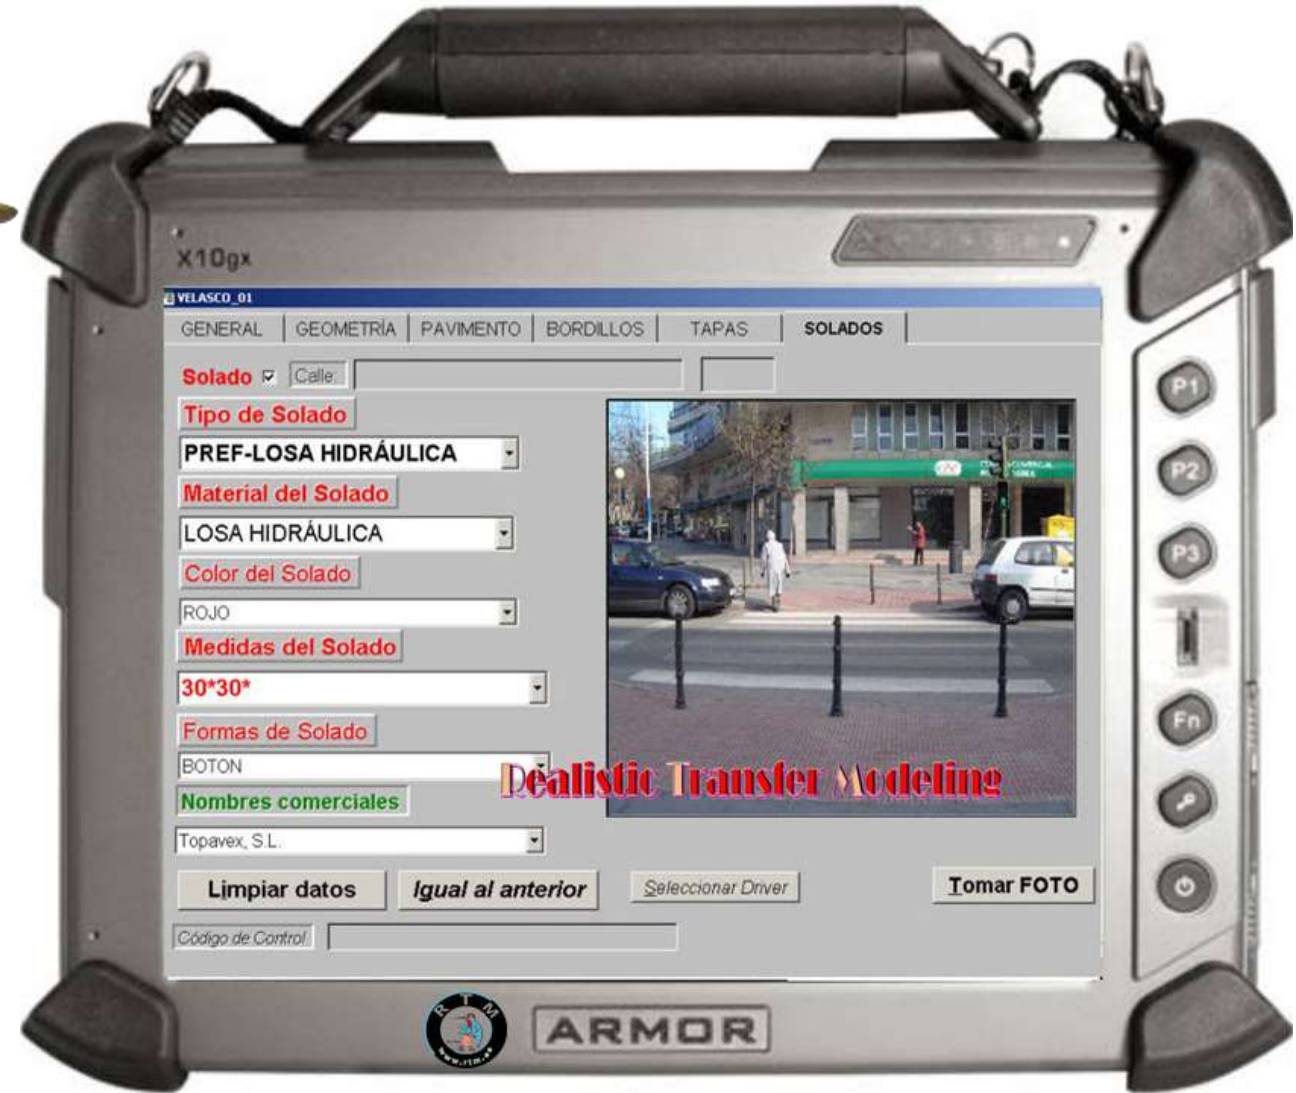 X10gx
VELASCO_01
GENERAL GEOMETRÍA PAVIMENTO BORDILLOS TAPAS SOLADOS
Solado Calle:
Tipo de Solado
PREF-LOSA HIDRÁULICA
Material del Solado
LOSA HIDRÁULICA
Color del Solado
ROJO
Medidas del Solado
30*30*
Formas de Solado
BOTON
Nombres comerciales
Topavex, S.L.
Realistic Transfer Modeling
Limpiar datos Igual al anterior Seleccionar Driver Tomar FOTO
Código de Control
P1
P2
P3
Fn
RTM
www.rtm.es
ARMOR